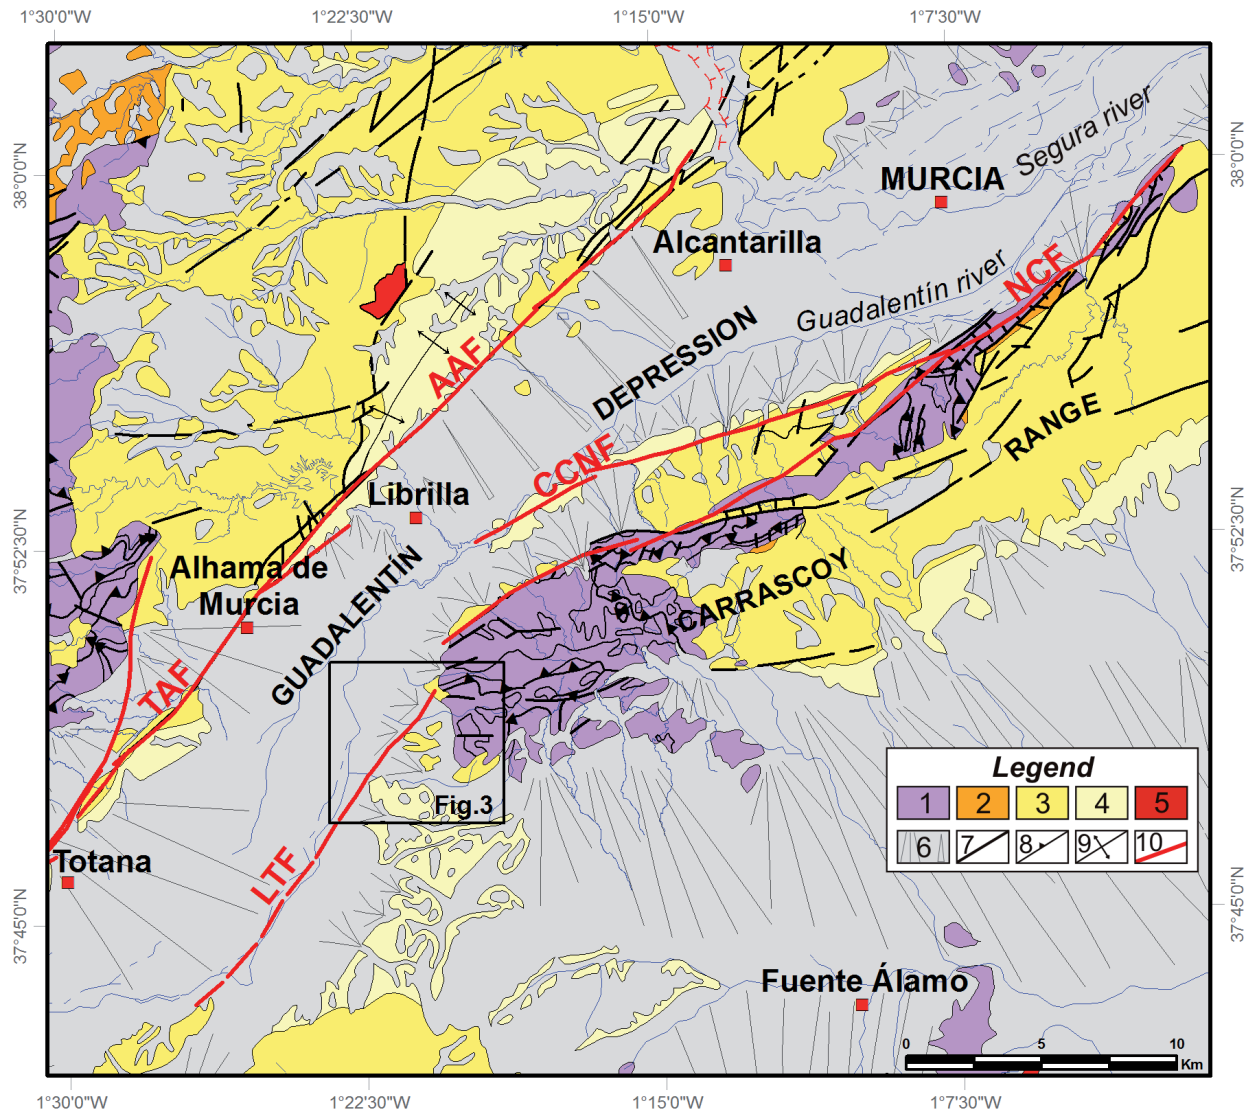 1°30'0"W
1°22'30"W
1°15'0"W
1°7'30"W
38°0'0"N
38°0'0"N
Segura river
MURCIA
Alcantarilla
Guadalentín river
NCF
DEPRESSION
AAF
RANGE
CCNF
Librilla
37°52'30"N
37°52'30"N
Alhama de
Murcia
GUADALENTÍN
CARRASCOY
TAF
Fig.3
LTF
Totana
Legend
1
2
3
4
5
6
7
8
9
10
37°45'0"N
37°45'0"N
Fuente Álamo
0
5
10
Km
1°30'0"W
1°22'30"W
1°15'0"W
1°7'30"W